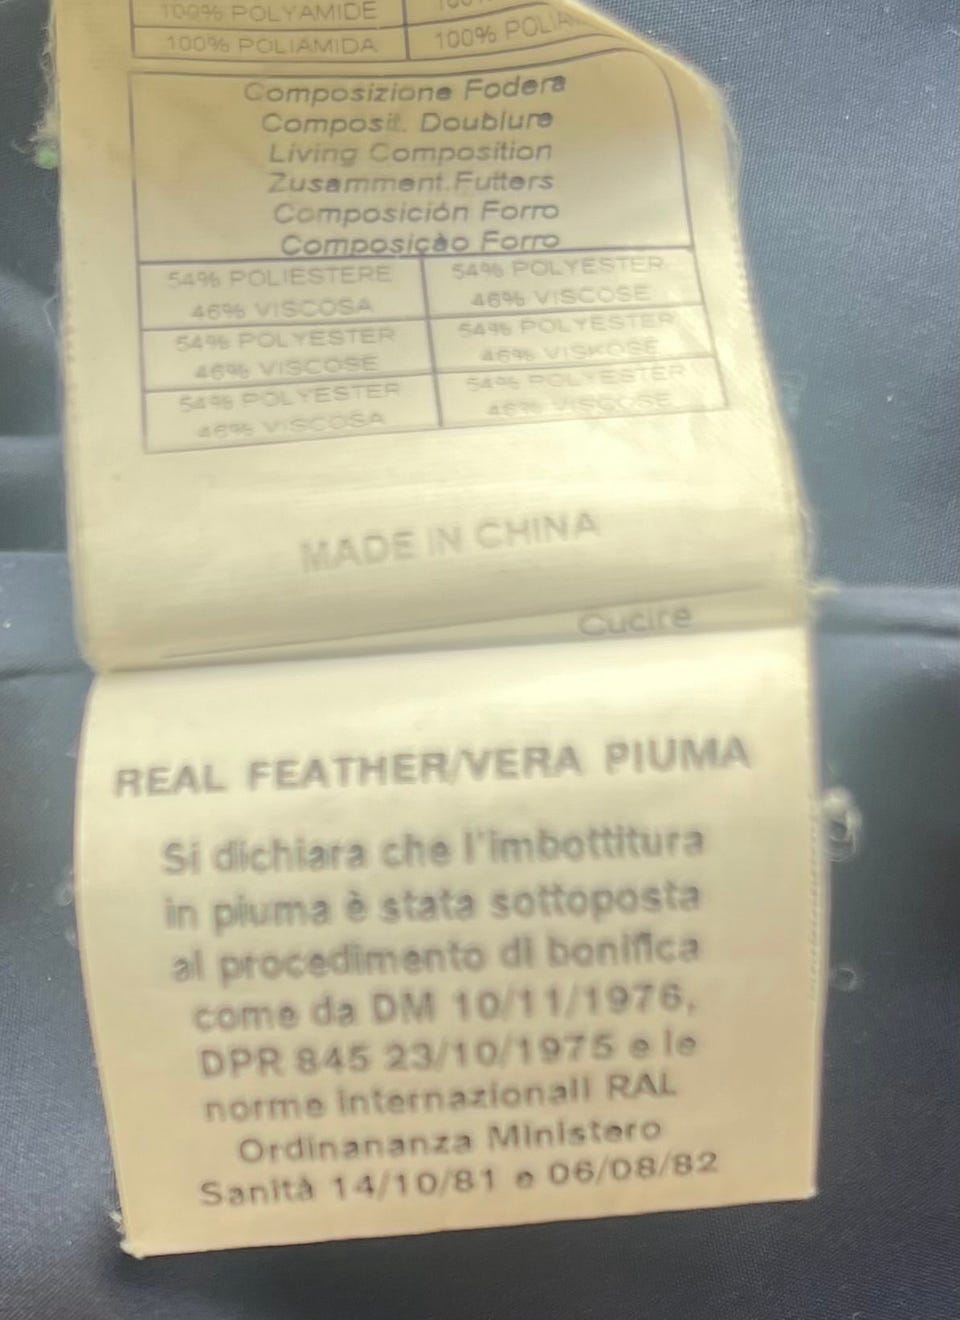 100% POLYAMIDE
100% POLIAMIDA 100%
Composizione Fodera
Composit. Doublure
Living Composition
Zusamment.Futters
Composición Forro
Composição Forro
54% POLIESTERE 54% POLYESTER
46% VISCOSA 46% VISCOSE
54% POLYESTER 54% POLYESTER
46% VISCOSE 46% VISKOSE
54% POLYESTER 54% POLYESTER
46% VISCOSA 46% VISCOSE
MADE IN CHINA
Cucire
REAL FEATHER/VERA PIUMA
Si dichiara che l'imbottitura
in piuma è stata sottoposta
al procedimento di bonifica
come da DM 10/11/1976,
DPR 845 23/10/1975 e le
norme internazionali RAL
Ordinananza Ministero
Sanità 14/10/81 e 06/08/82